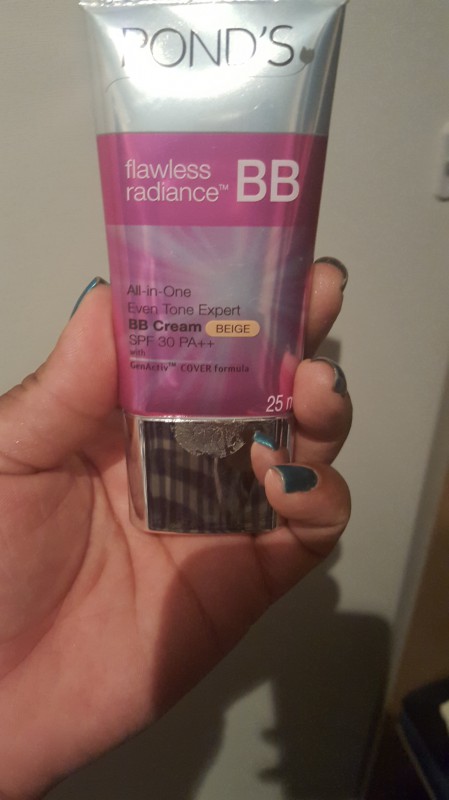 POND'S
flawless
radiance™ BB
All-in-One
Even Tone Expert
BB Cream BEIGE
SPF 30 PA++
with
GenActiv™ COVER formula
25 m